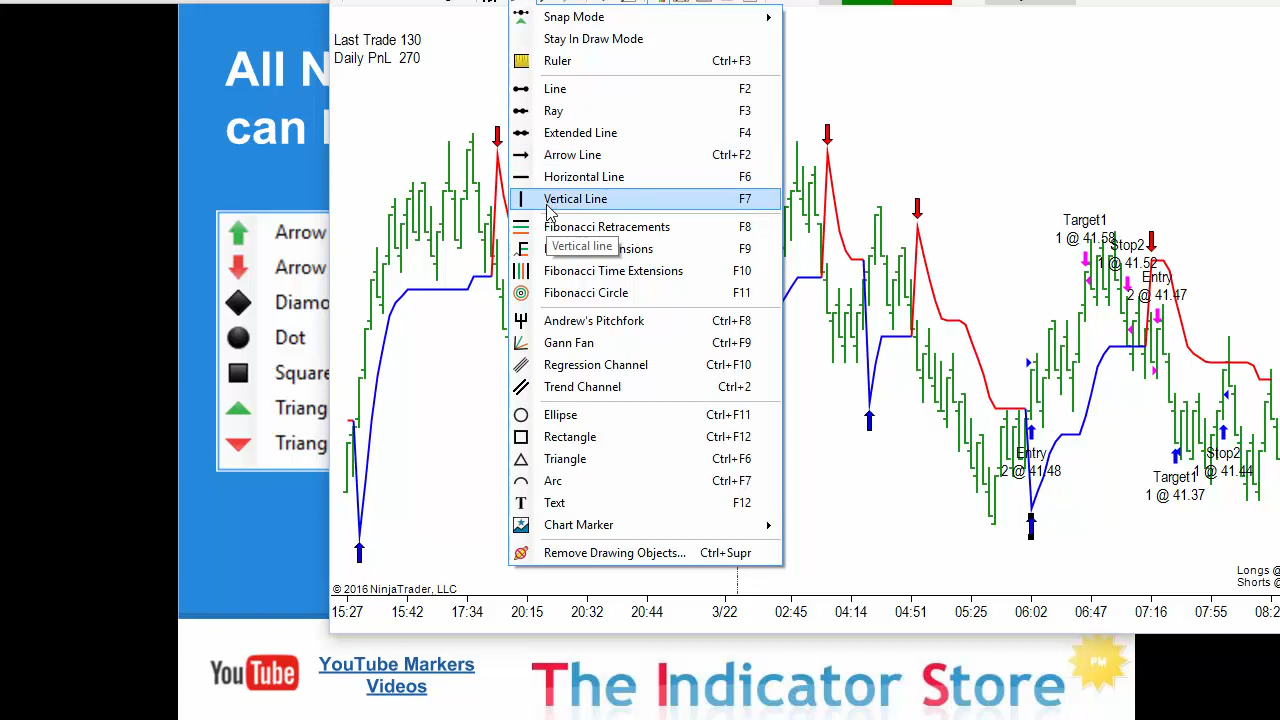 All N
can
Arrow
Arrow
Diamo
Dot
Square
Triang
Triang
Last Trade 130
Daily PnL 270
Snap Mode
Stay In Draw Mode
Ruler Ctrl+F3
Line F2
Ray F3
Extended Line F4
Arrow Line Ctrl+F2
Horizontal Line F6
Vertical Line F7
Fibonacci Retracements F8
Vertical line
nsions F9
Fibonacci Time Extensions F10
Fibonacci Circle F11
Andrew's Pitchfork Ctrl+F8
Gann Fan Ctrl+F9
Regression Channel Ctrl+F10
Trend Channel Ctrl+2
Ellipse Ctrl+F11
Rectangle Ctrl+F12
Triangle Ctrl+F6
Arc Ctrl+F7
Text F12
Chart Marker
Remove Drawing Objects... Ctrl+Supr
Target1
1 @ 41.58
Stop2
1 @ 41.52
Entry
2 @ 41.47
Entry
2 @ 41.48
Target1
1 @ 41.37
Stop2
1 @ 41.44
Longs @
Shorts @
© 2016 NinjaTrader, LLC
15:27 15:42 17:34 20:15 20:32 20:44 3/22 02:45 04:14 04:51 05:25 06:02 06:47 07:16 07:55 08:2
YouTube
YouTube Markers
Videos
The Indicator Store
PM